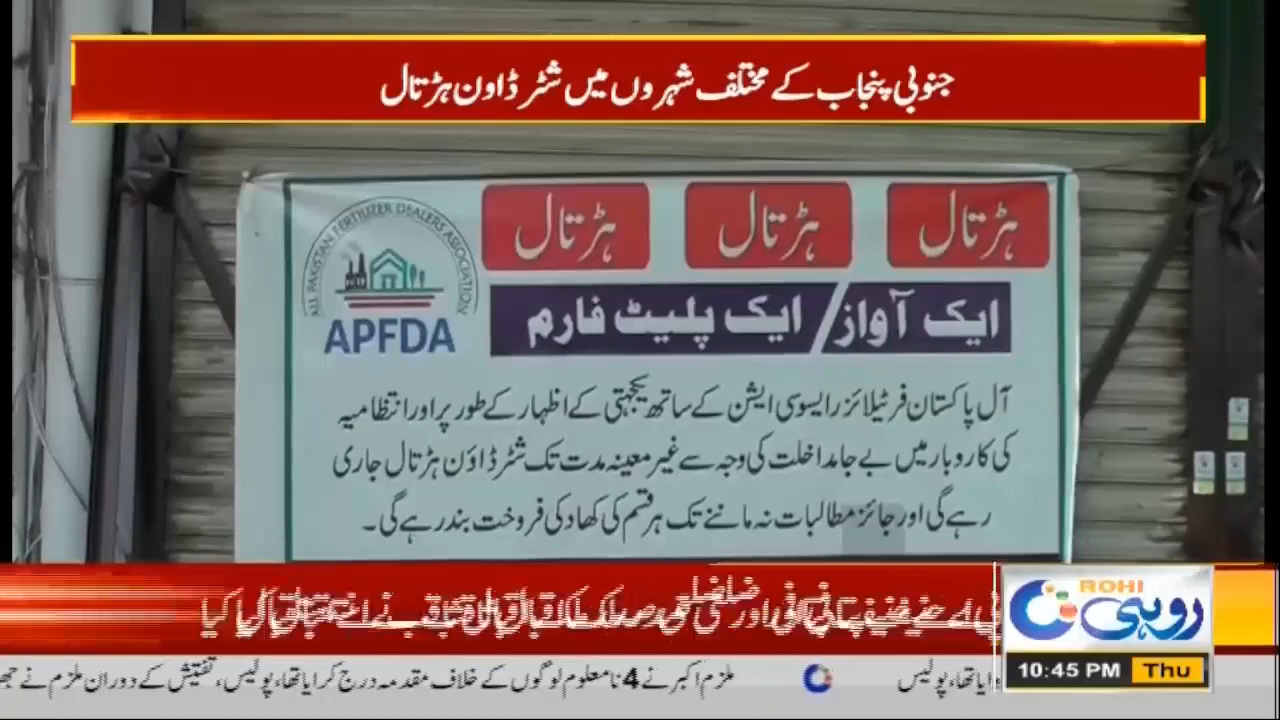 جنوبی پنجاب کے مختلف شہروں میں شٹر ڈاون ہڑتال
ہڑتال ہڑتال ہڑتال
ALL PAKISTAN FERTILIZER DEALERS ASSOCIATION
APFDA
ایک آواز/ایک پلیٹ فارم
آل پاکستان فرٹیلائزر ایسوسی ایشن کے ساتھ یکجہتی کے اظہار کے طور پر اور انتظامیہ
کی کاروبار میں بے جا مداخلت کی وجہ سے غیر معینہ مدت تک شٹر ڈاؤن ہڑتال جاری
رہے گی اور جائز مطالبات نہ ماننے تک ہر قسم کی کھاد کی فروخت بند رہے گی۔
ROHI
روہی
10:45 PM Thu
وایا تھا، پولیس
ملزم اکبر نے 4 نامعلوم لوگوں کے خلاف مقدمہ درج کرایا تھا، پولیس، تفتیش کے دوران ملزم نے